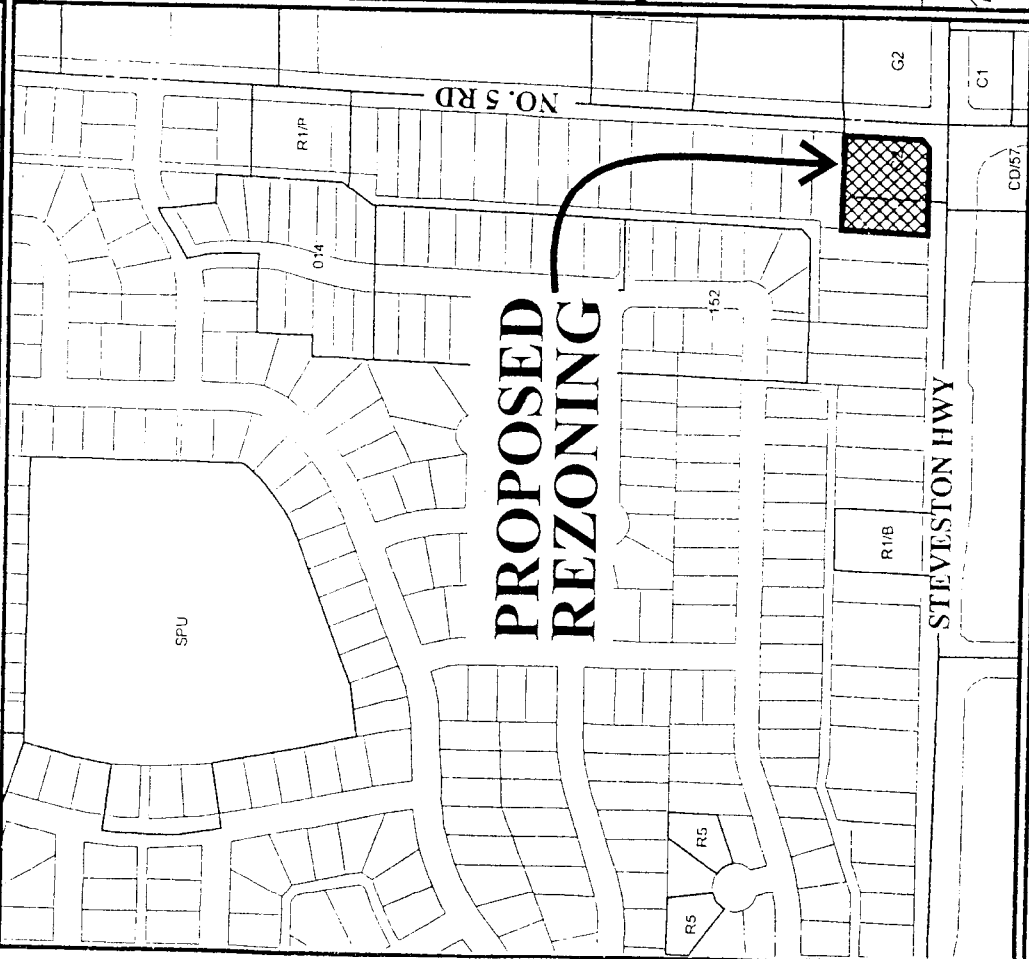 NO. 5 RD
G2
C1
R1/P
CD/57
014
152
PROPOSED
REZONING
SPU
STEVESTON HWY
R1/B
R5
R5